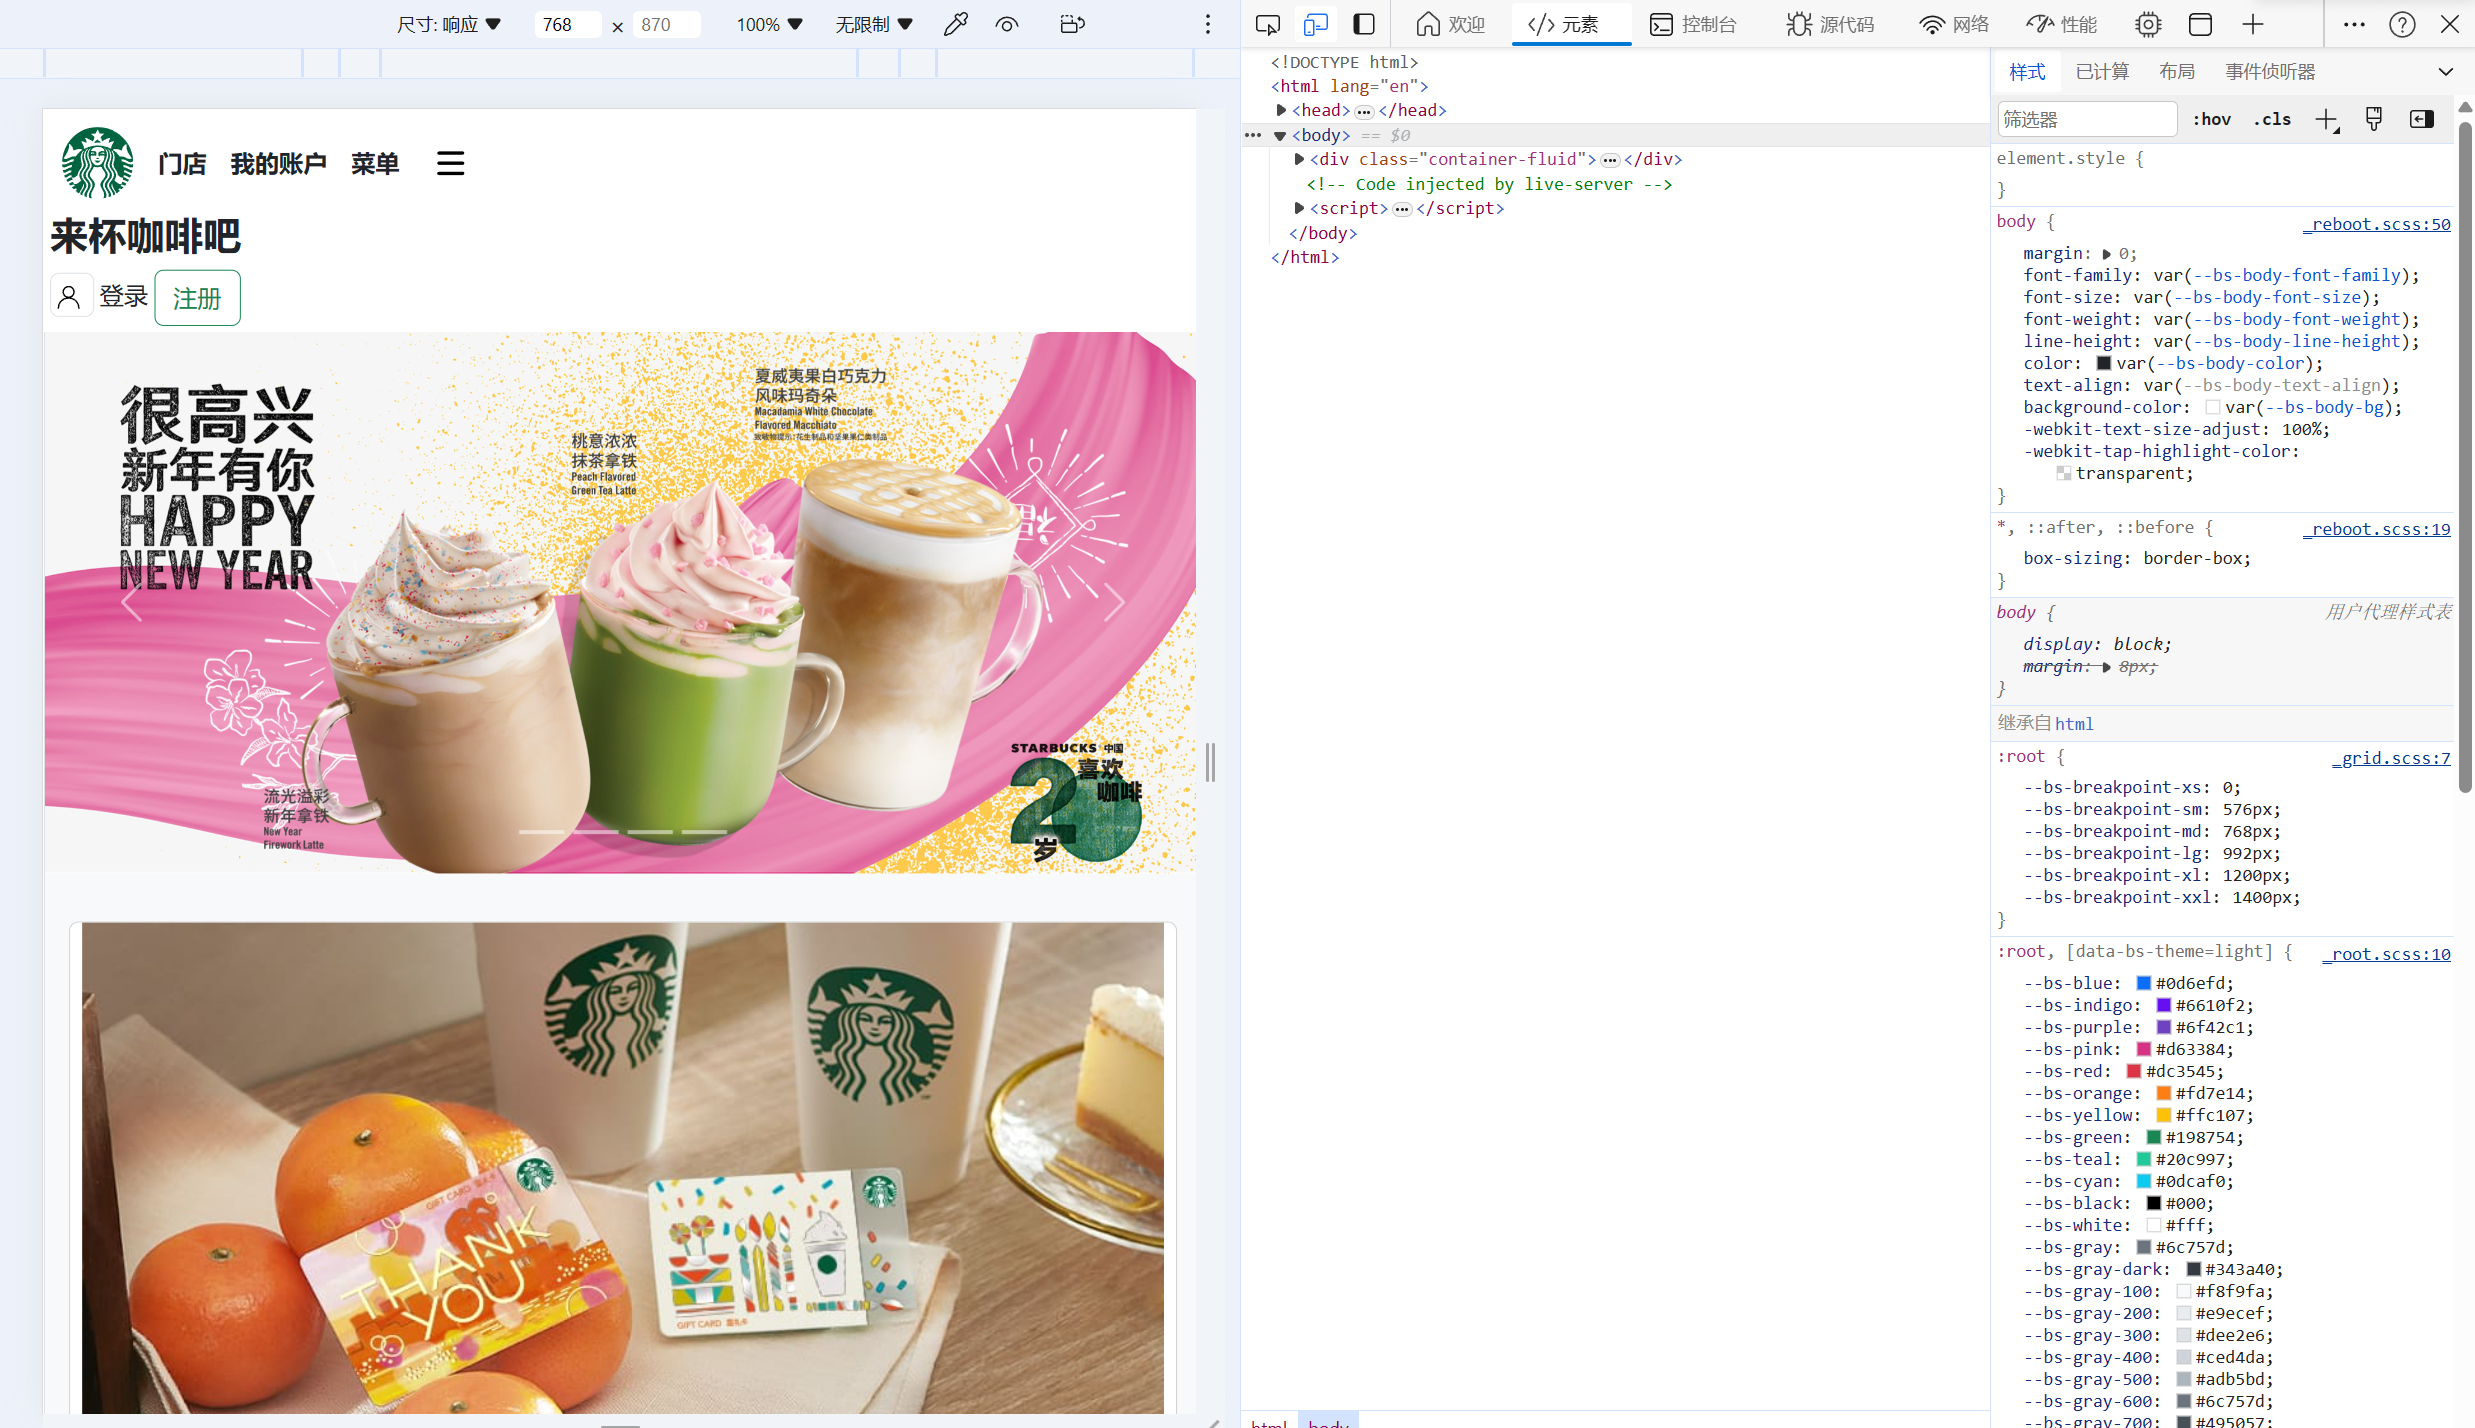 尺寸: 响应
768
×
870
100%
无限制
门店
我的账户
菜单
来杯咖啡吧
登录
注册
很高兴
新年有你
HAPPY
NEW YEAR
桃意浓浓
抹茶拿铁
Peach Flavored
Green Tea Latte
夏威夷果白巧克力
风味玛奇朵
Macadamia White Chocolate
Flavored Macchiato
流光溢彩
新年拿铁
New Year
Firework Latte
福
STARBUCKS 中国
喜欢
咖啡
20
岁
GIFT CARD
THANK
YOU
GIFT CARD
欢迎
</> 元素
控制台
源代码
网络
性能
<!DOCTYPE html>
<html lang="en">
<head> … </head>
… <body> == $0
<div class="container-fluid"> … </div>
<!-- Code injected by live-server -->
<script> … </script>
</body>
</html>
html
body
样式
已计算
布局
事件侦听器
筛选器
:hov
.cls
element.style {
}
body {
_reboot.scss:50
margin: 0;
font-family: var(--bs-body-font-family);
font-size: var(--bs-body-font-size);
font-weight: var(--bs-body-font-weight);
line-height: var(--bs-body-line-height);
color: var(--bs-body-color);
text-align: var(--bs-body-text-align);
background-color: var(--bs-body-bg);
-webkit-text-size-adjust: 100%;
-webkit-tap-highlight-color:
transparent;
}
*, ::after, ::before {
_reboot.scss:19
box-sizing: border-box;
}
body {
用户代理样式表
display: block;
margin: 8px;
}
继承自 html
:root {
_grid.scss:7
--bs-breakpoint-xs: 0;
--bs-breakpoint-sm: 576px;
--bs-breakpoint-md: 768px;
--bs-breakpoint-lg: 992px;
--bs-breakpoint-xl: 1200px;
--bs-breakpoint-xxl: 1400px;
}
:root, [data-bs-theme=light] {
_root.scss:10
--bs-blue: #0d6efd;
--bs-indigo: #6610f2;
--bs-purple: #6f42c1;
--bs-pink: #d63384;
--bs-red: #dc3545;
--bs-orange: #fd7e14;
--bs-yellow: #ffc107;
--bs-green: #198754;
--bs-teal: #20c997;
--bs-cyan: #0dcaf0;
--bs-black: #000;
--bs-white: #fff;
--bs-gray: #6c757d;
--bs-gray-dark: #343a40;
--bs-gray-100: #f8f9fa;
--bs-gray-200: #e9ecef;
--bs-gray-300: #dee2e6;
--bs-gray-400: #ced4da;
--bs-gray-500: #adb5bd;
--bs-gray-600: #6c757d;
--bs-gray-700: #495057;